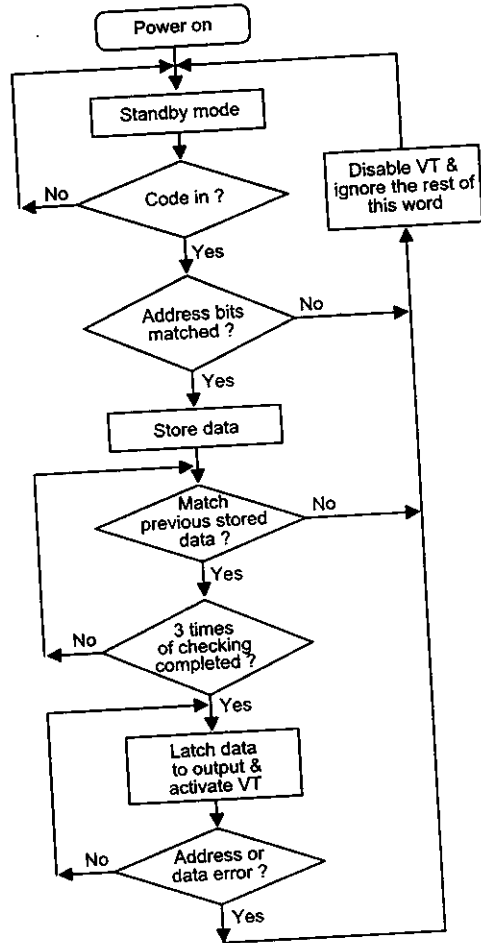 Power on
Standby mode
Code in ?
No
Yes
Disable VT &
ignore the rest of
this word
Address bits
matched ?
No
Yes
Store data
Match
previous stored
data ?
No
Yes
3 times
of checking
completed ?
No
Yes
Latch data
to output &
activate VT
Address or
data error ?
No
Yes